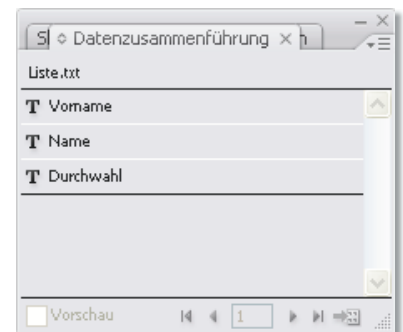 Datenzusammenführung
Liste.txt
T Vorname
T Name
T Durchwahl
Vorschau 1